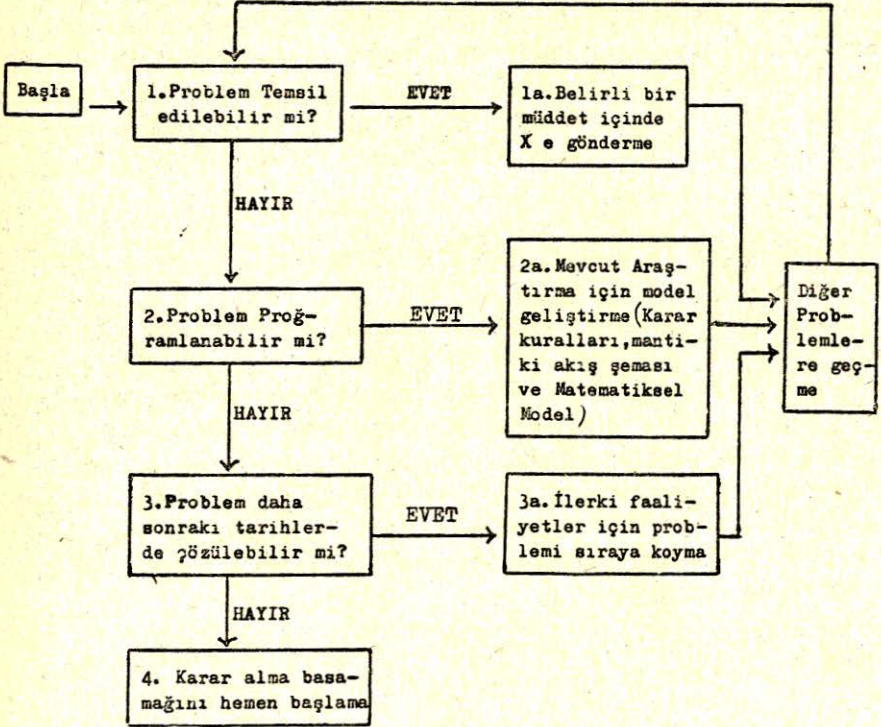 Başla
1.Problem Temsil
edilebilir mi?
EVET
1a.Belirli bir
müddet içinde
X e gönderme
HAYIR
2.Problem Proğ-
ramlanabilir mi?
EVET
2a.Mevcut Araş-
tırma için model
geliştirme(Karar
kuralları,manti-
ki akış şeması
ve Matematiksel
Model)
Diğer
Prob-
lemle-
re geç-
me
HAYIR
3.Problem daha
sonrakı tarihler-
de çözülebilir mi?
EVET
3a.İlerki faali-
yetler için prob-
lemi sıraya koyma
HAYIR
4. Karar alma basa-
mağını hemen başlama